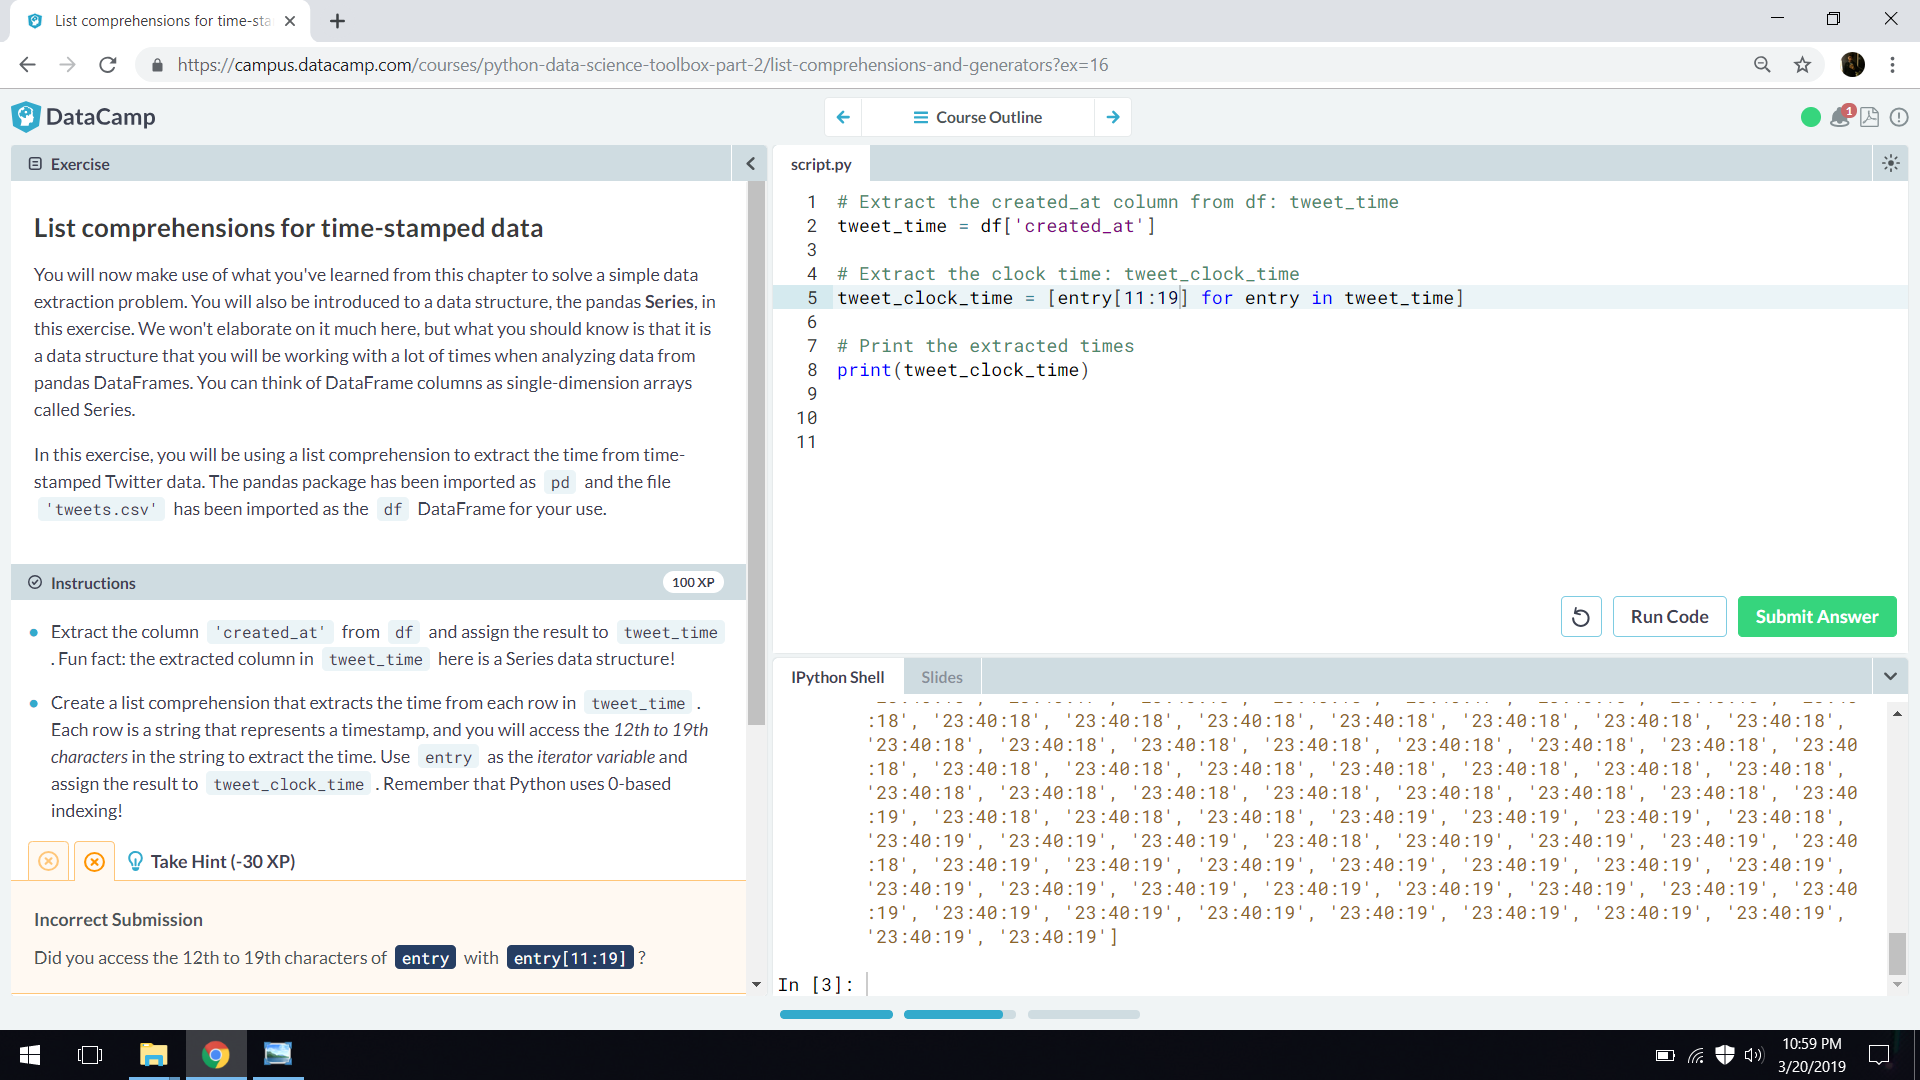 List comprehensions for time-sta
https://campus.datacamp.com/courses/python-data-science-toolbox-part-2/list-comprehensions-and-generators?ex=16
DataCamp
Course Outline
1
Exercise
script.py
List comprehensions for time-stamped data
You will now make use of what you've learned from this chapter to solve a simple data
extraction problem. You will also be introduced to a data structure, the pandas Series, in
this exercise. We won't elaborate on it much here, but what you should know is that it is
a data structure that you will be working with a lot of times when analyzing data from
pandas DataFrames. You can think of DataFrame columns as single-dimension arrays
called Series.
In this exercise, you will be using a list comprehension to extract the time from time-
stamped Twitter data. The pandas package has been imported as pd and the file
'tweets.csv' has been imported as the df DataFrame for your use.
Instructions
100 XP
Extract the column 'created_at' from df and assign the result to tweet_time
. Fun fact: the extracted column in tweet_time here is a Series data structure!
Create a list comprehension that extracts the time from each row in tweet_time .
Each row is a string that represents a timestamp, and you will access the 12th to 19th
characters in the string to extract the time. Use entry as the iterator variable and
assign the result to tweet_clock_time . Remember that Python uses 0-based
indexing!
Take Hint (-30 XP)
Incorrect Submission
Did you access the 12th to 19th characters of entry with entry[11:19] ?
1 # Extract the created_at column from df: tweet_time
2 tweet_time = df['created_at']
3
4 # Extract the clock time: tweet_clock_time
5 tweet_clock_time = [entry[11:19] for entry in tweet_time]
6
7 # Print the extracted times
8 print(tweet_clock_time)
9
10
11
Run Code
Submit Answer
IPython Shell
Slides
:18', '23:40:18', '23:40:18', '23:40:18', '23:40:18', '23:40:18', '23:40:18', '23:40:18',
'23:40:18', '23:40:18', '23:40:18', '23:40:18', '23:40:18', '23:40:18', '23:40:18', '23:40
:18', '23:40:18', '23:40:18', '23:40:18', '23:40:18', '23:40:18', '23:40:18', '23:40:18',
'23:40:18', '23:40:18', '23:40:18', '23:40:18', '23:40:18', '23:40:18', '23:40:18', '23:40
:19', '23:40:18', '23:40:18', '23:40:18', '23:40:19', '23:40:19', '23:40:19', '23:40:18',
'23:40:19', '23:40:19', '23:40:19', '23:40:18', '23:40:19', '23:40:19', '23:40:19', '23:40
:18', '23:40:19', '23:40:19', '23:40:19', '23:40:19', '23:40:19', '23:40:19', '23:40:19',
'23:40:19', '23:40:19', '23:40:19', '23:40:19', '23:40:19', '23:40:19', '23:40:19', '23:40
:19', '23:40:19', '23:40:19', '23:40:19', '23:40:19', '23:40:19', '23:40:19', '23:40:19',
'23:40:19', '23:40:19']
In [3]:
10:59 PM
3/20/2019